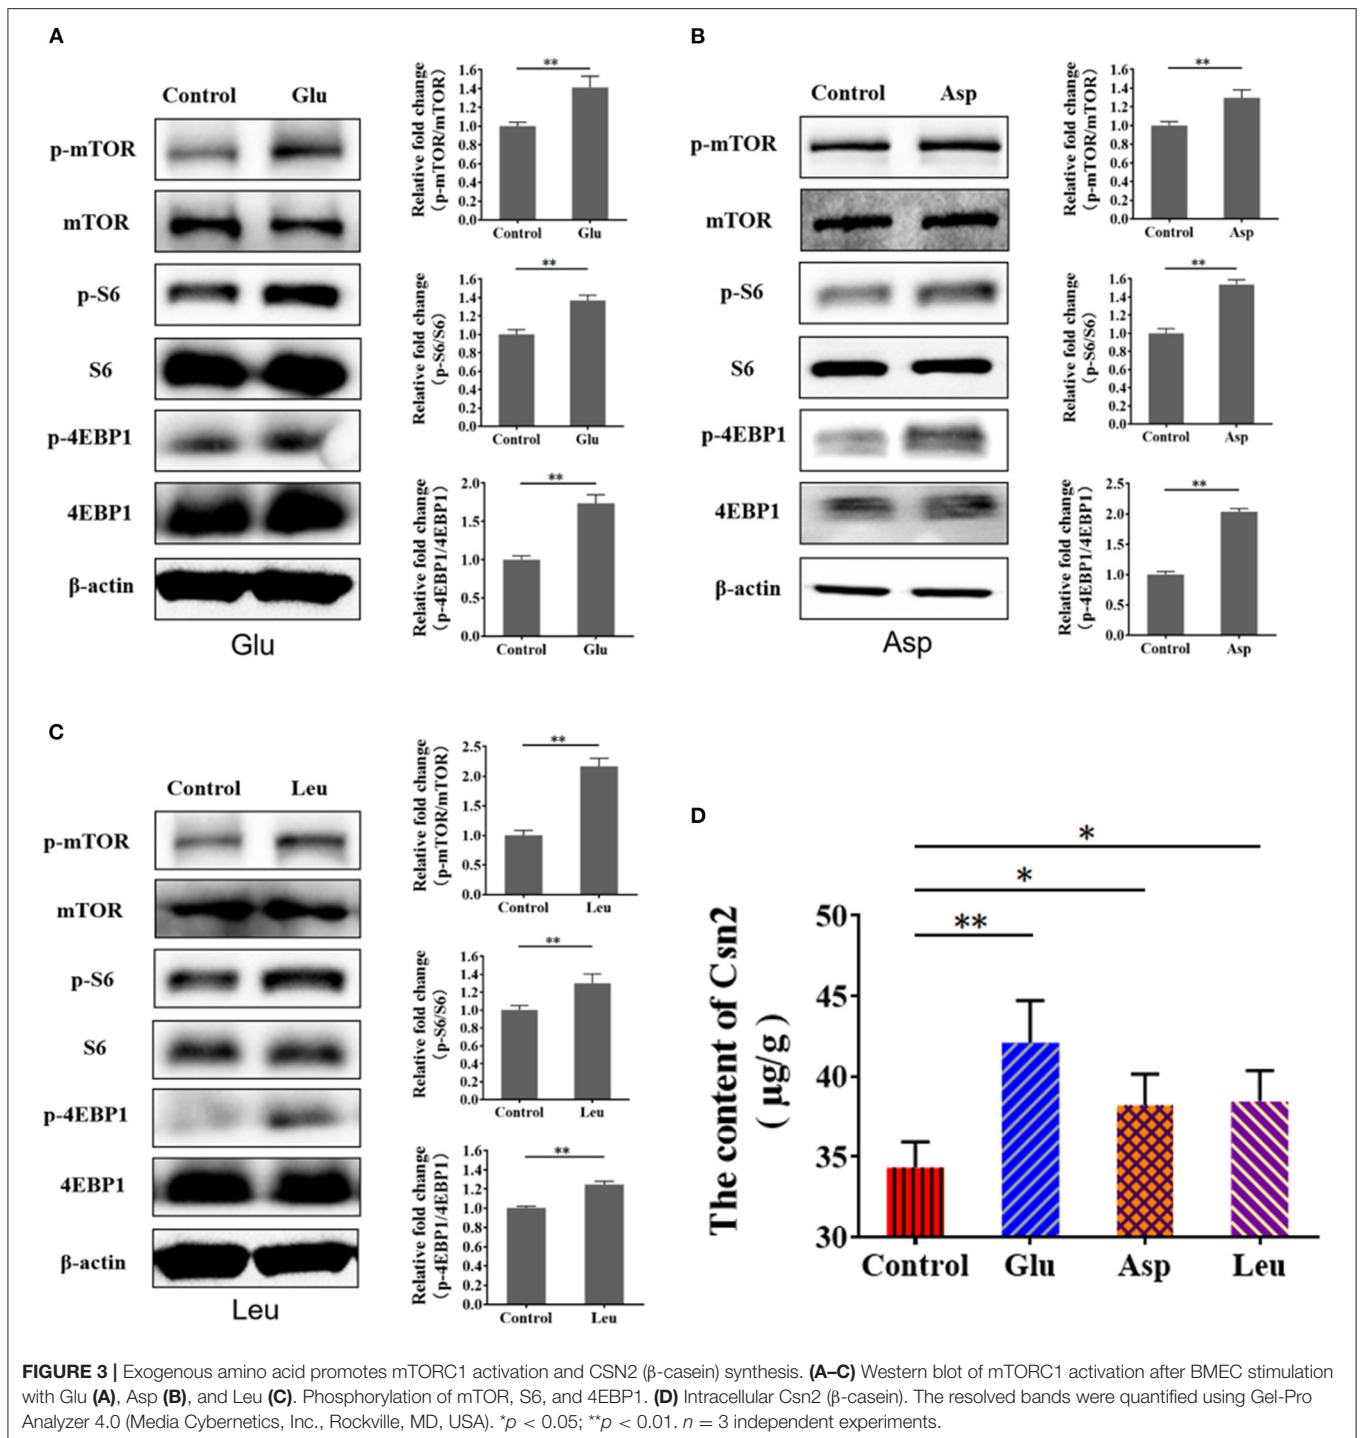 A
Control Glu
p-mTOR
mTOR
p-S6
S6
p-4EBP1
4EBP1
β-actin
Glu
Relative fold change
(p-mTOR/mTOR)
1.6
1.4
1.2
1.0
0.8
0.6
0.4
0.2
0.0
**
Control Glu
Relative fold change
(p-S6/S6)
1.6
1.4
1.2
1.0
0.8
0.6
0.4
0.2
0.0
**
Control Glu
Relative fold change
(p-4EBP1/4EBP1)
2.0
1.5
1.0
0.5
0.0
**
Control Glu
B
Control Asp
p-mTOR
mTOR
p-S6
S6
p-4EBP1
4EBP1
β-actin
Asp
Relative fold change
(p-mTOR/mTOR)
1.6
1.4
1.2
1.0
0.8
0.6
0.4
0.2
0.0
**
Control Asp
Relative fold change
(p-S6/S6)
1.6
1.4
1.2
1.0
0.8
0.6
0.4
0.2
0.0
**
Control Asp
Relative fold change
(p-4EBP1/4EBP1)
2.5
2.0
1.5
1.0
0.5
0.0
**
Control Asp
C
Control Leu
p-mTOR
mTOR
p-S6
S6
p-4EBP1
4EBP1
β-actin
Leu
Relative fold change
(p-mTOR/mTOR)
2.5
2.0
1.5
1.0
0.5
0.0
**
Control Leu
Relative fold change
(p-S6/S6)
1.6
1.4
1.2
1.0
0.8
0.6
0.4
0.2
0.0
**
Control Leu
Relative fold change
(p-4EBP1/4EBP1)
1.6
1.4
1.2
1.0
0.8
0.6
0.4
0.2
0.0
**
Control Leu
D
The content of Csn2
( μg/g )
50
45
40
35
30
*
*
**
Control Glu Asp Leu
FIGURE 3 | Exogenous amino acid promotes mTORC1 activation and CSN2 (β-casein) synthesis. (A–C) Western blot of mTORC1 activation after BMEC stimulation
with Glu (A), Asp (B), and Leu (C). Phosphorylation of mTOR, S6, and 4EBP1. (D) Intracellular Csn2 (β-casein). The resolved bands were quantified using Gel-Pro
Analyzer 4.0 (Media Cybernetics, Inc., Rockville, MD, USA). *p < 0.05; **p < 0.01. n = 3 independent experiments.